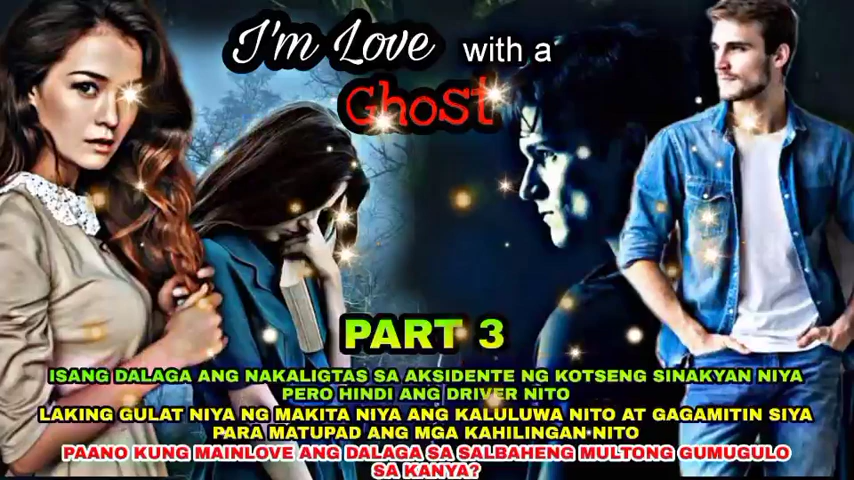 I'm Love with a
Ghost
PART 3
ISANG DALAGA ANG NAKALIGTAS SA AKSIDENTE NG KOTSENG SINAKYAN NIYA
PERO HINDI ANG DRIVER NITO
LAKING GULAT NIYA NG MAKITA NIYA ANG KALULUWA NITO AT GAGAMITIN SIYA
PARA MATUPAD ANG MGA KAHILINGAN NITO
PAANO KUNG MAINLOVE ANG DALAGA SA SALBAHENG MULTONG GUMUGULO
SA KANYA?